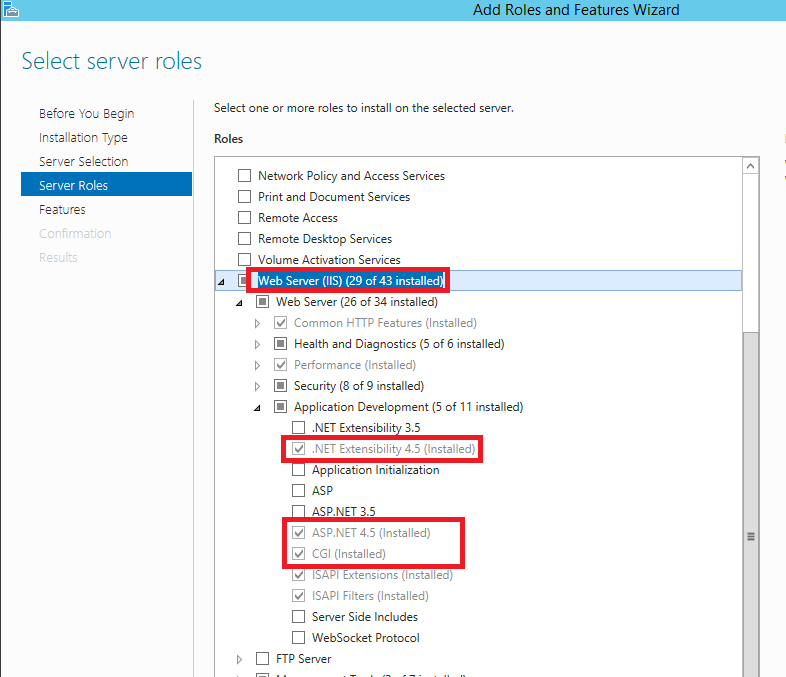 Add Roles and Features Wizard
Select server roles
Before You Begin
Installation Type
Server Selection
Server Roles
Features
Confirmation
Results
Select one or more roles to install on the selected server.
Roles
Network Policy and Access Services
Print and Document Services
Remote Access
Remote Desktop Services
Volume Activation Services
Web Server (IIS) (29 of 43 installed)
Web Server (26 of 34 installed)
Common HTTP Features (Installed)
Health and Diagnostics (5 of 6 installed)
Performance (Installed)
Security (8 of 9 installed)
Application Development (5 of 11 installed)
.NET Extensibility 3.5
.NET Extensibility 4.5 (Installed)
Application Initialization
ASP
ASP.NET 3.5
ASP.NET 4.5 (Installed)
CGI (Installed)
ISAPI Extensions (Installed)
ISAPI Filters (Installed)
Server Side Includes
WebSocket Protocol
FTP Server